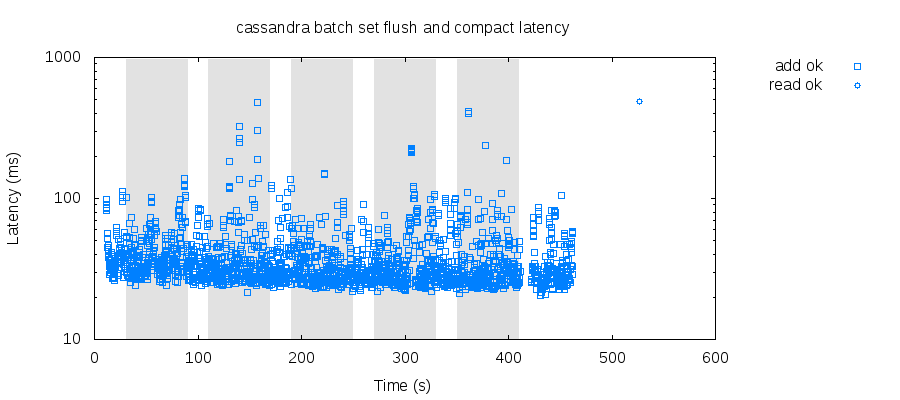 cassandra batch set flush and compact latency
1000
100
10
Latency (ms)
0 100 200 300 400 500 600
Time (s)
add ok
read ok